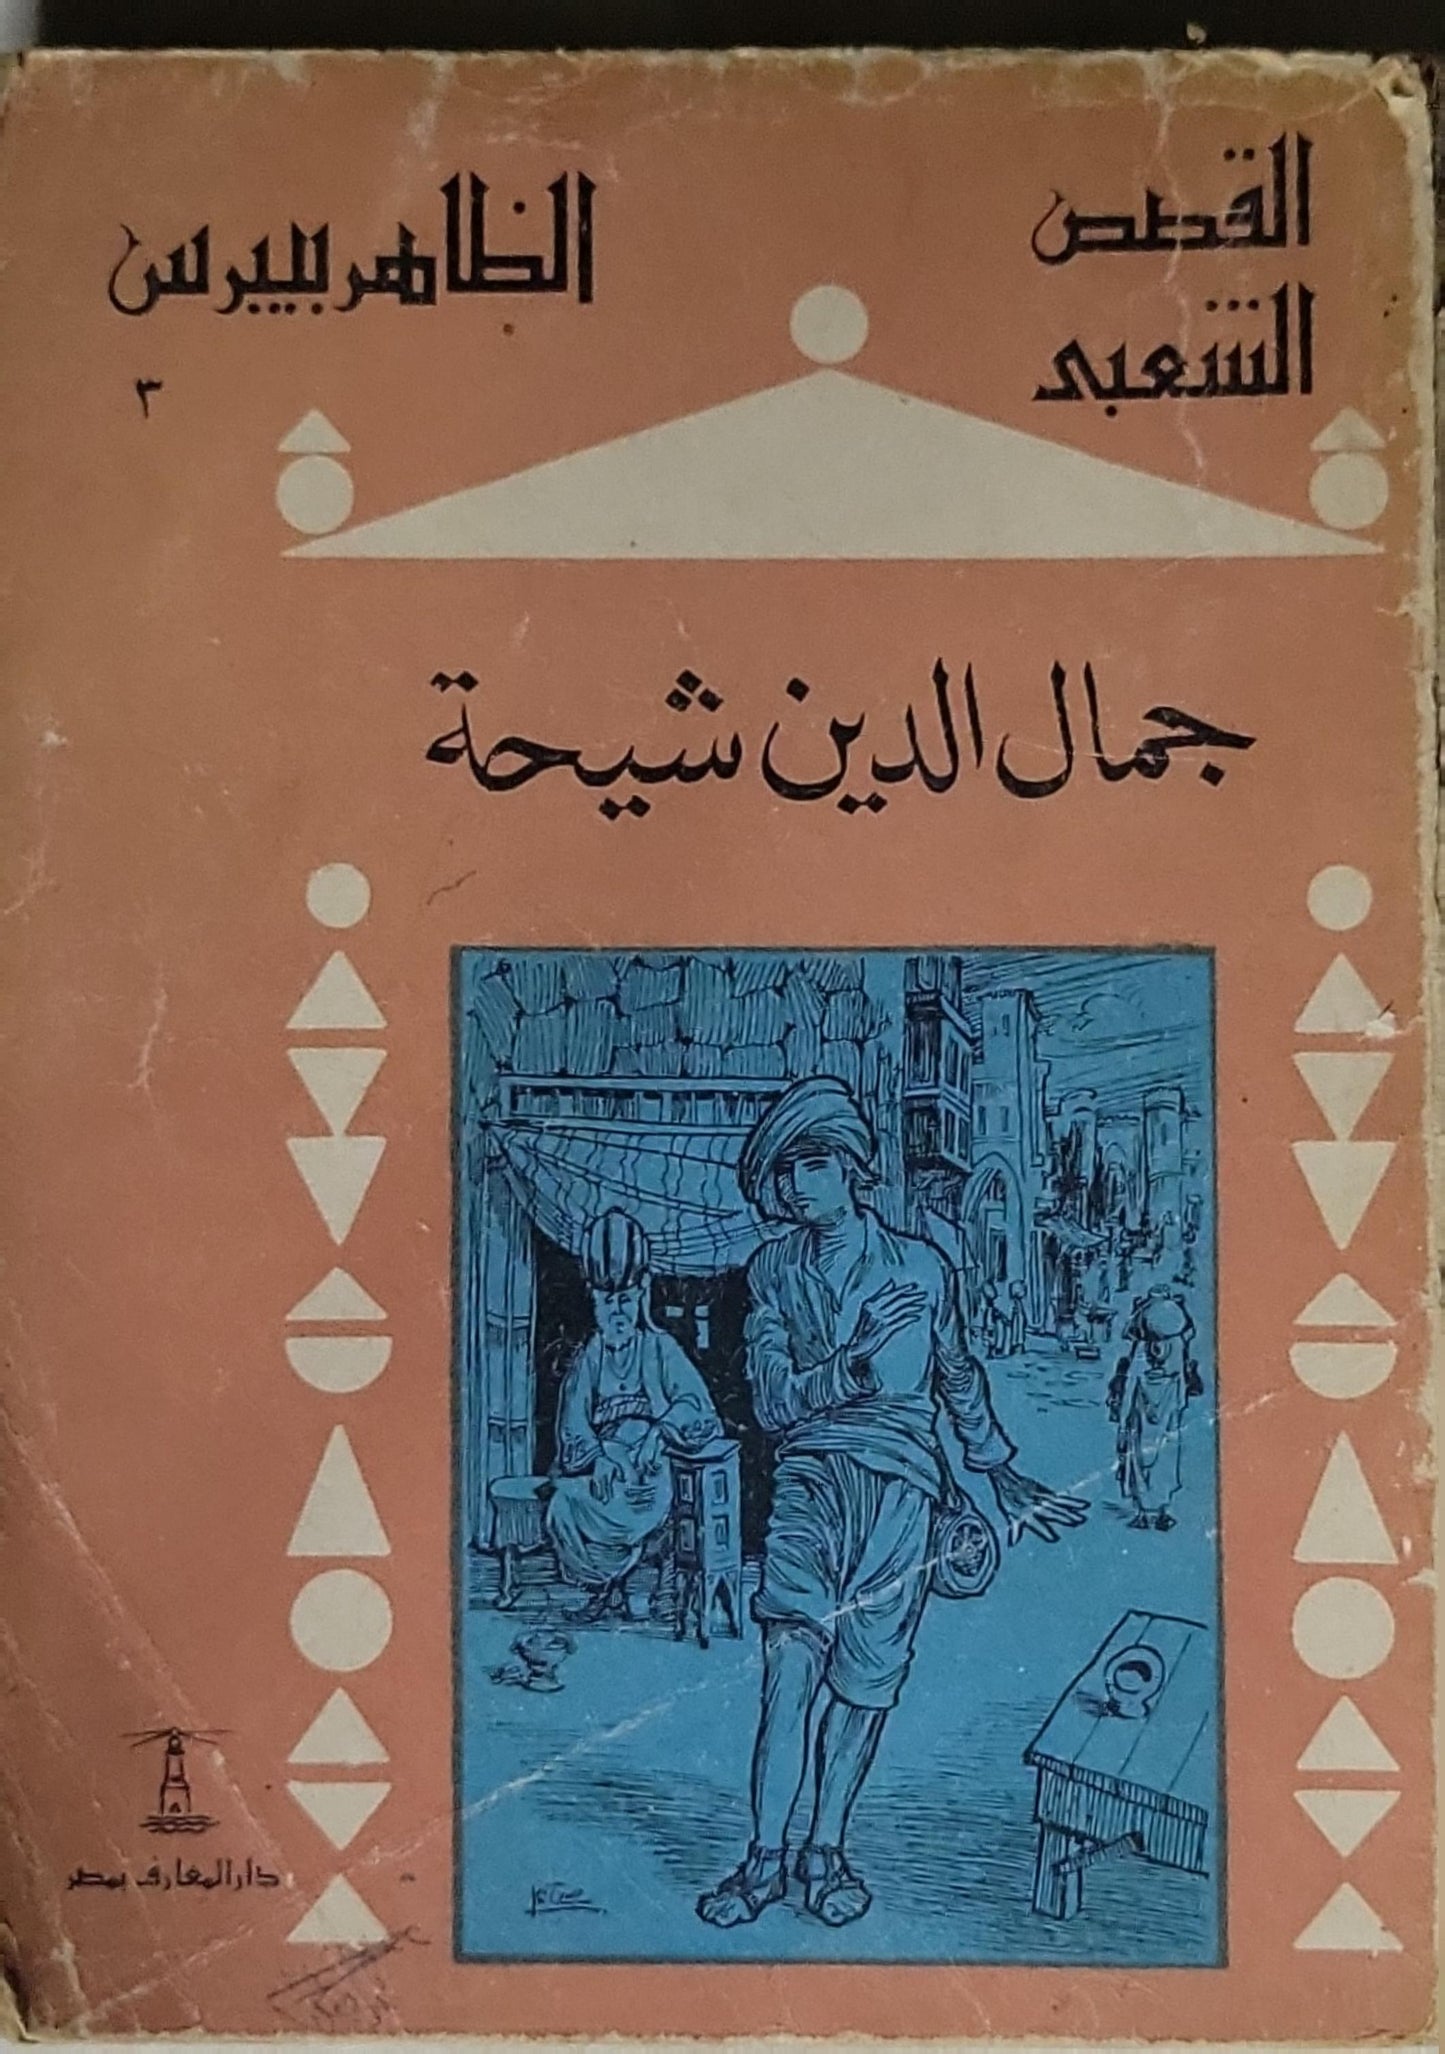 القصص
الشعبى
الظاهر بيبرس
٣
جمال الدين شيحة
دار المعارف بمصر